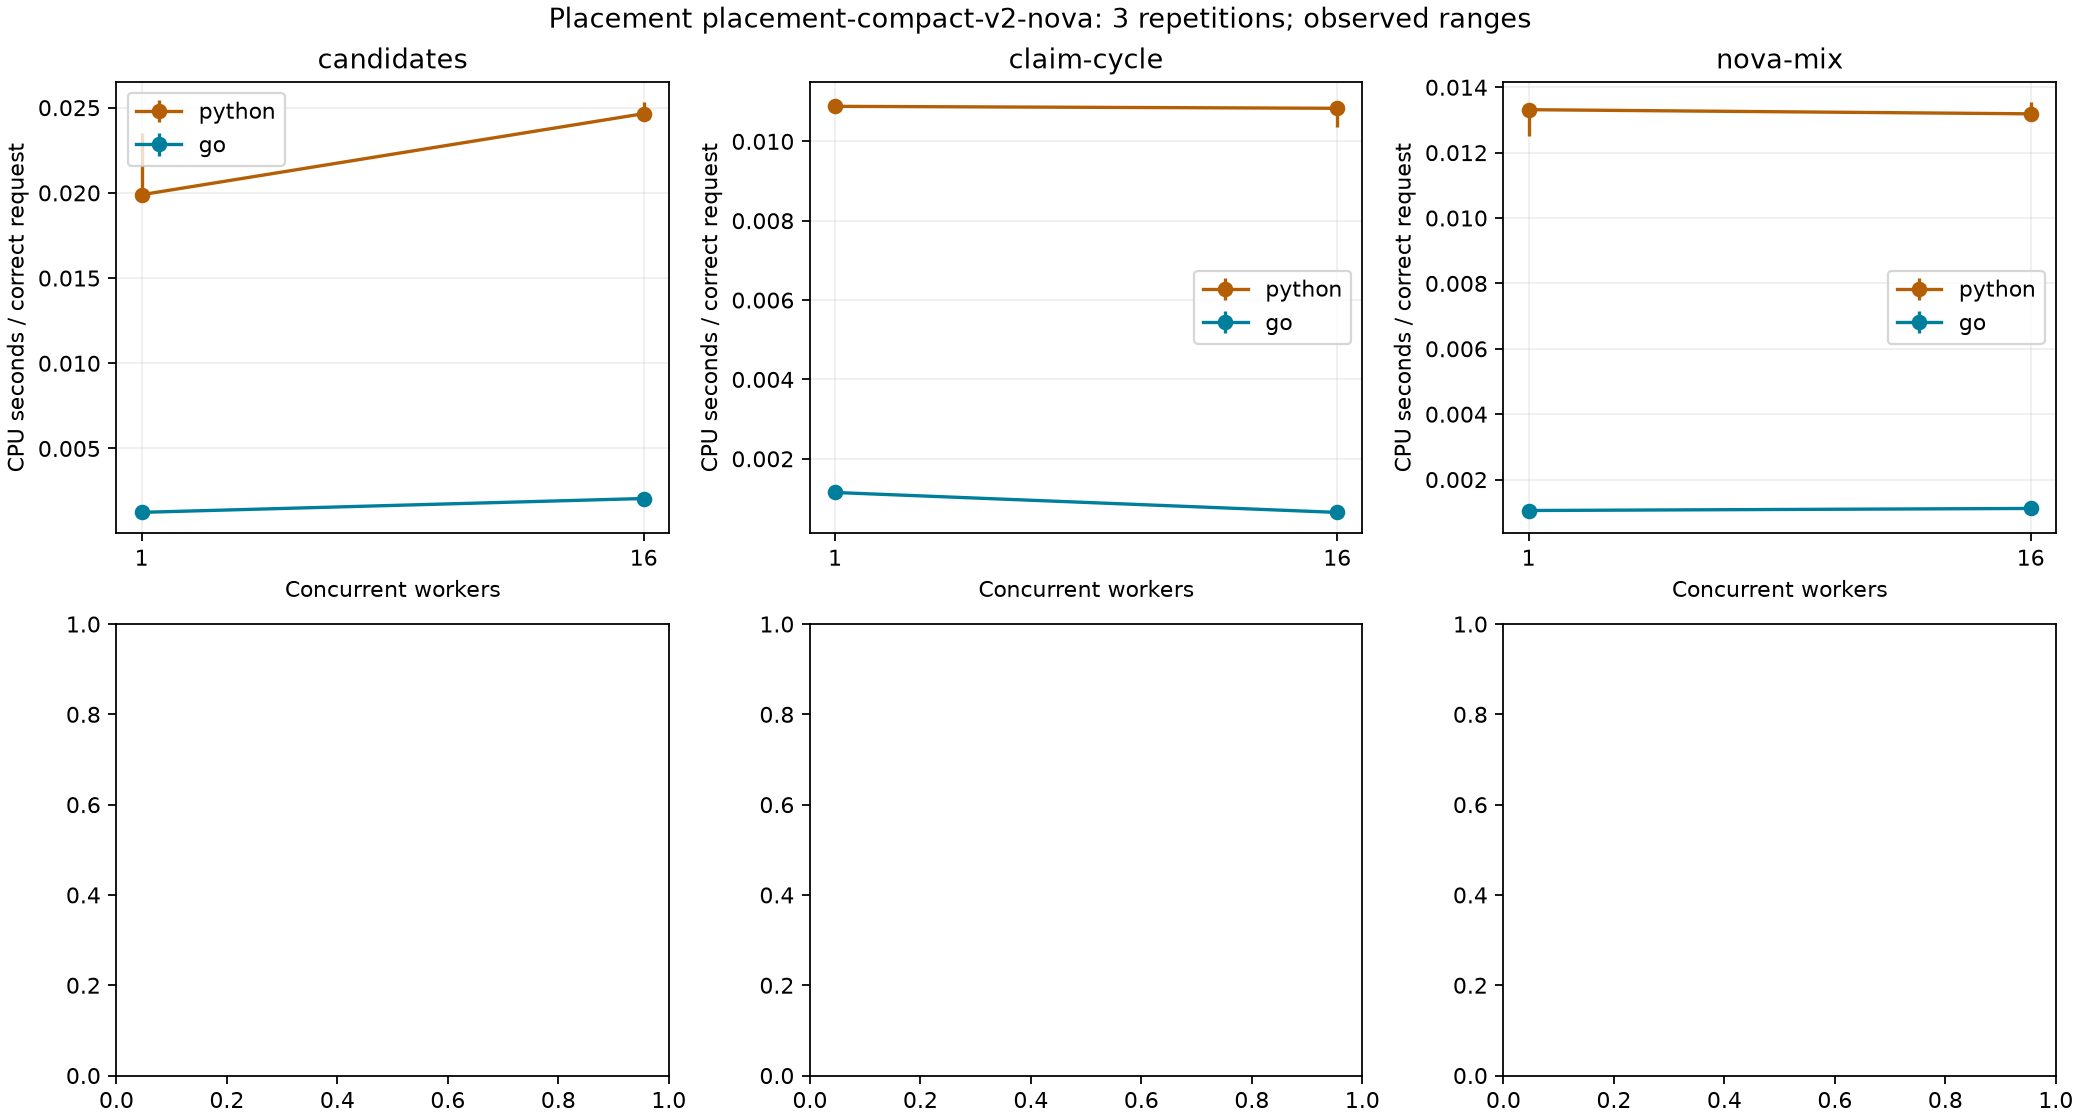 Placement placement-compact-v2-nova: 3 repetitions; observed ranges
candidates
CPU seconds / correct request
0.025
0.020
0.015
0.010
0.005
python
go
1
16
Concurrent workers
claim-cycle
CPU seconds / correct request
0.010
0.008
0.006
0.004
0.002
python
go
1
16
Concurrent workers
nova-mix
CPU seconds / correct request
0.014
0.012
0.010
0.008
0.006
0.004
0.002
python
go
1
16
Concurrent workers
1.0
0.8
0.6
0.4
0.2
0.0
0.0 0.2 0.4 0.6 0.8 1.0
1.0
0.8
0.6
0.4
0.2
0.0
0.0 0.2 0.4 0.6 0.8 1.0
1.0
0.8
0.6
0.4
0.2
0.0
0.0 0.2 0.4 0.6 0.8 1.0